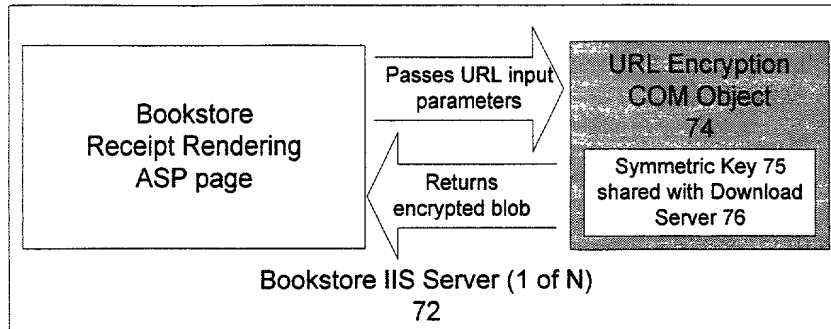 Bookstore
Receipt Rendering
ASP page
Passes URL input
parameters
Returns
encrypted blob
URL Encryption
COM Object
74
Symmetric Key 75
shared with Download
Server 76
Bookstore IIS Server (1 of N)
72